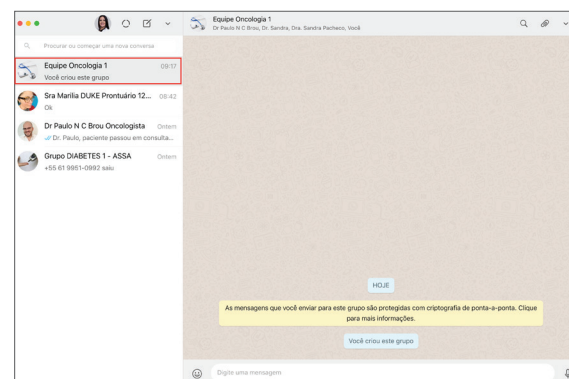 Equipe Oncologia 1
Dr Paulo N C Brou, Dr. Sandra, Dra. Sandra Pacheco, Você
Procurar ou começar uma nova conversa
Equipe Oncologia 1 09:17
Você criou este grupo
Sra Marilia DUKE Prontuário 12... 08:42
Ok
Dr Paulo N C Brou Oncologista Ontem
Dr. Paulo, paciente passou em consulta...
Grupo DIABETES 1 - ASSA Ontem
+55 61 9951-0992 saiu
HOJE
As mensagens que você enviar para este grupo são protegidas com criptografia de ponta-a-ponta. Clique
para mais informações.
Você criou este grupo
Digite uma mensagem